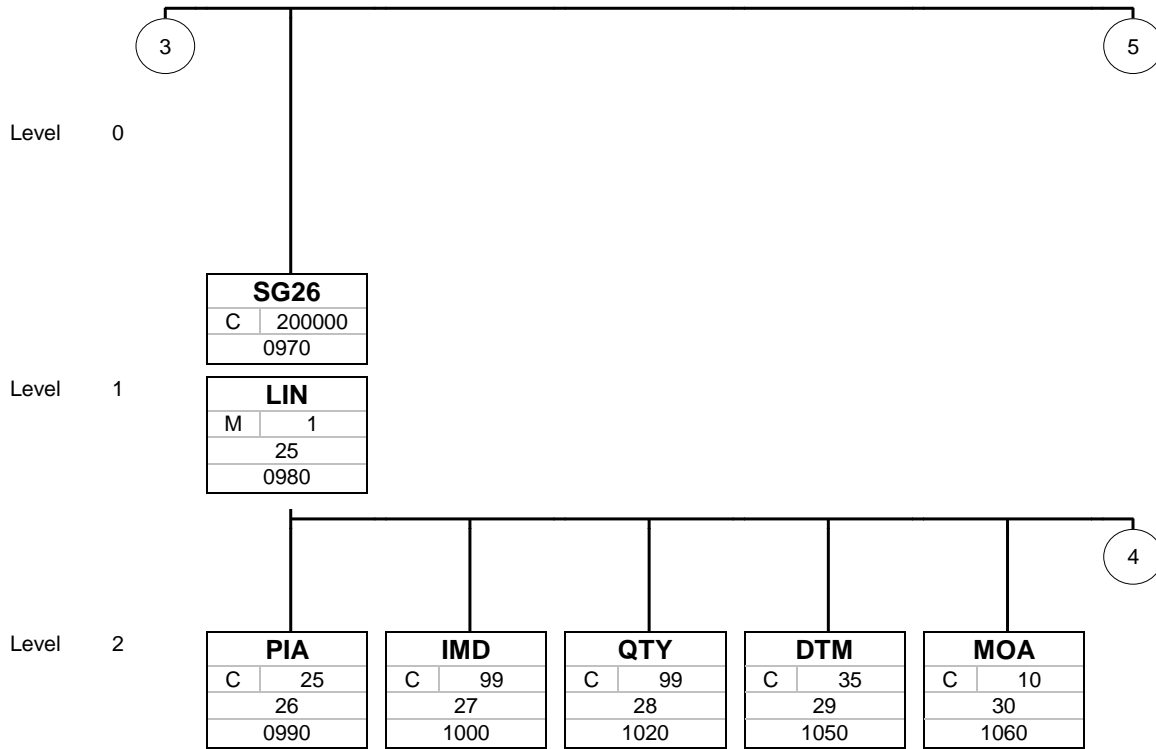 3 5
Level 0
SG26
C 200000
0970
Level 1
LIN
M 1
25
0980
4
Level 2
PIA IMD QTY DTM MOA
C 25 C 99 C 99 C 35 C 10
26 27 28 29 30
0990 1000 1020 1050 1060